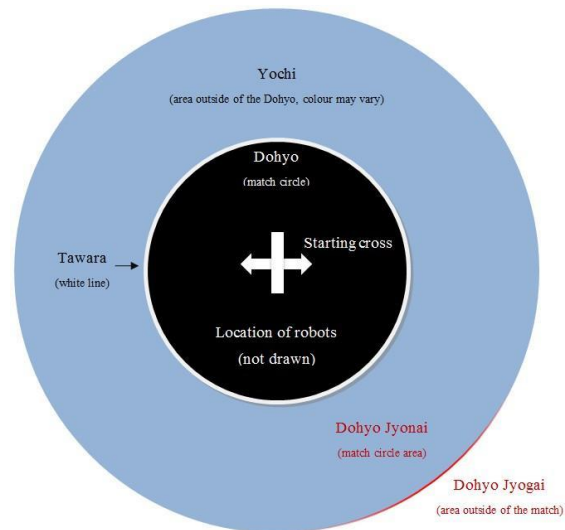 Yochi
(area outside of the Dohyo, colour may vary)
Dohyo
(match circle)
Starting cross
Tawara
(white line)
Location of robots
(not drawn)
Dohyo Jyonai
(match circle area)
Dohyo Jyogai
(area outside of the match)